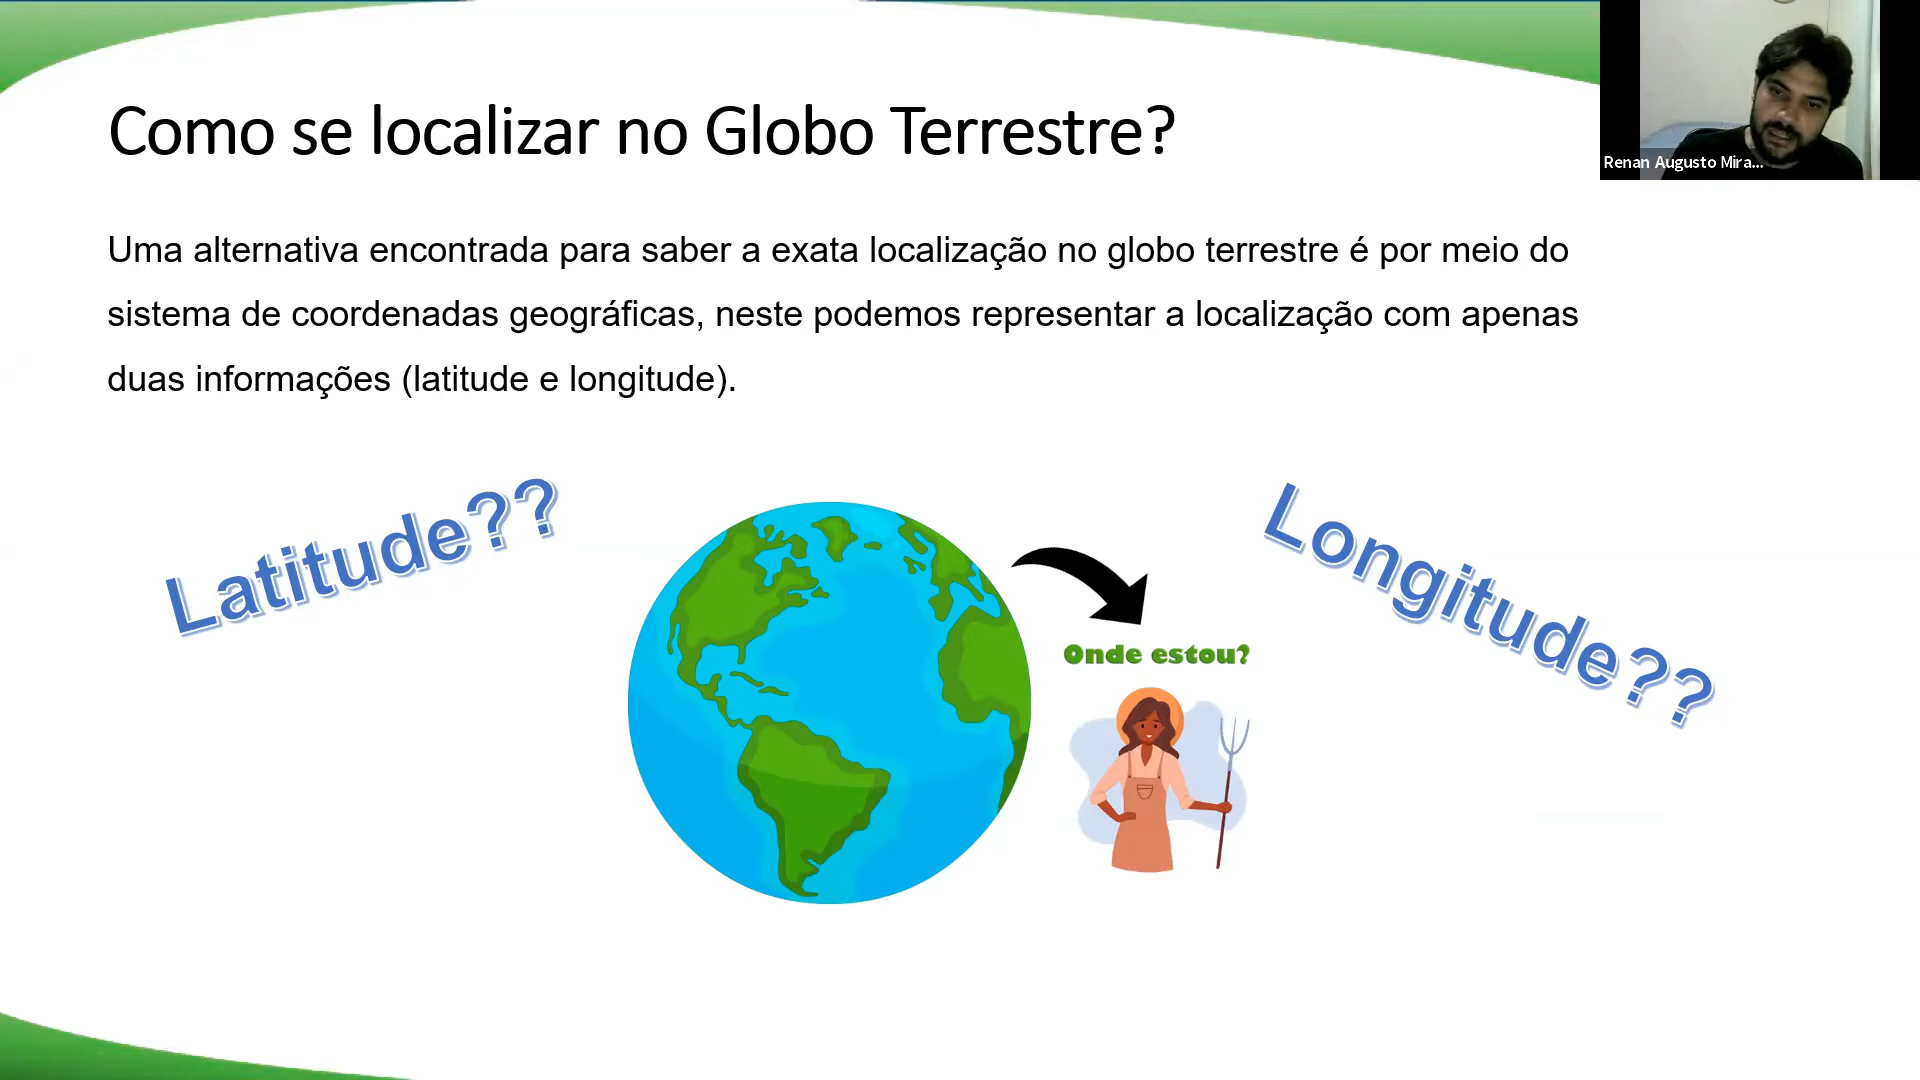 Como se localizar no Globo Terrestre?
Renan Augusto Mira...
Uma alternativa encontrada para saber a exata localização no globo terrestre é por meio do
sistema de coordenadas geográficas, neste podemos representar a localização com apenas
duas informações (latitude e longitude).
Latitude??
Longitude??
Onde estou?